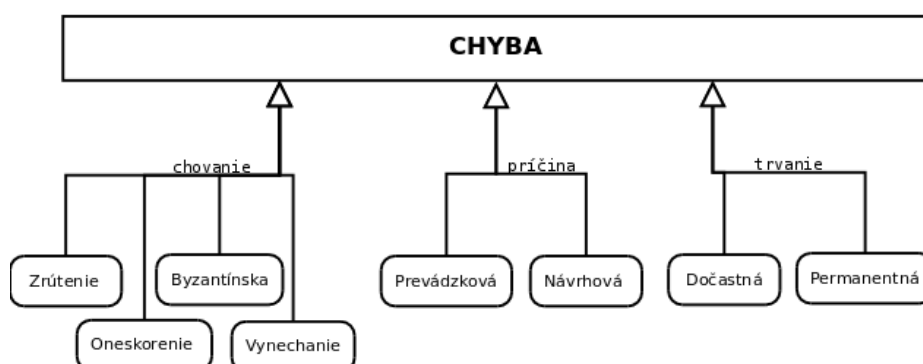 CHYBA
chovanie
príčina
trvanie
Zrútenie
Byzantínska
Prevádzková
Návrhová
Dočastná
Permanentná
Oneskorenie
Vynechanie